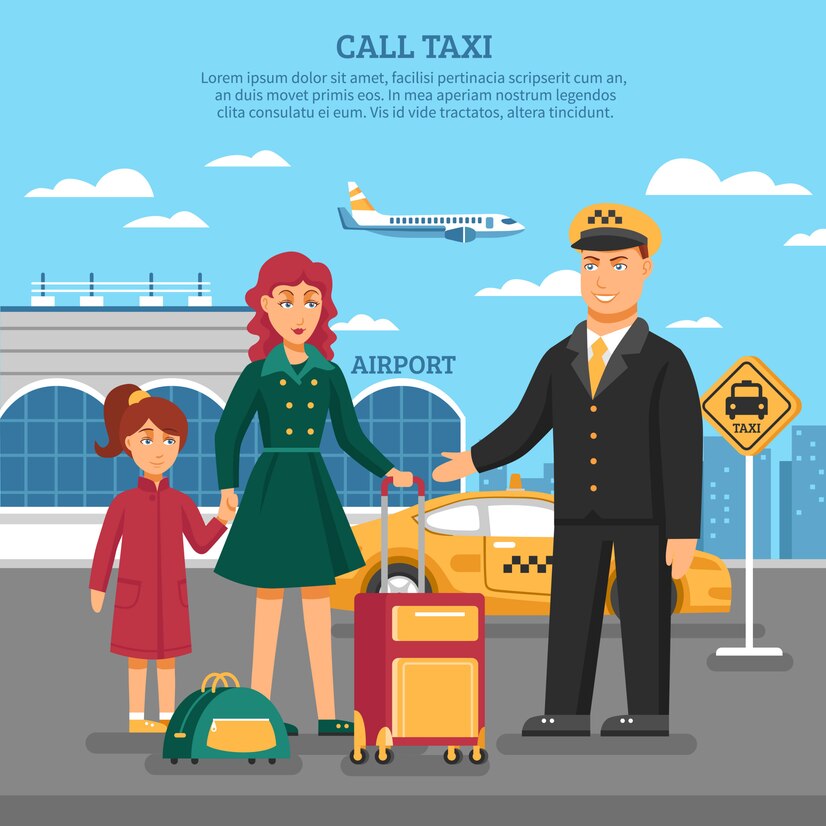 CALL TAXI
Lorem ipsum dolor sit amet, facilisi pertinacia scripserit cum an,
an duis movet primis eos. In mea aperiam nostrum legendos
clita consulatu ei eum. Vis id vide tractatos, altera tincidunt.
AIRPORT
TAXI